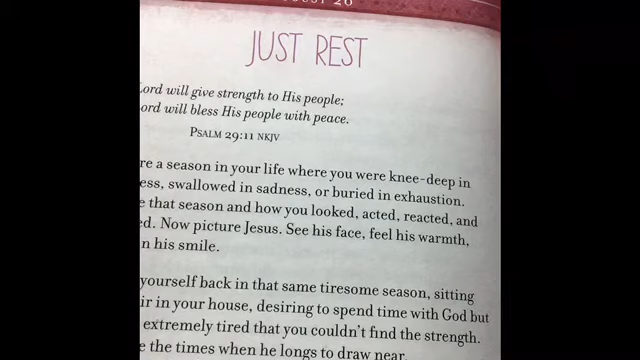 JUST REST
Lord will give strength to His people;
ord will bless His people with peace.
PSALM 29:11 NKJV
re a season in your life where you were knee-deep in
ess, swallowed in sadness, or buried in exhaustion.
e that season and how you looked, acted, reacted, and
ed. Now picture Jesus. See his face, feel his warmth,
n his smile.
yourself back in that same tiresome season, sitting
ir in your house, desiring to spend time with God but
extremely tired that you couldn't find the strength.
e the times when he longs to draw near.